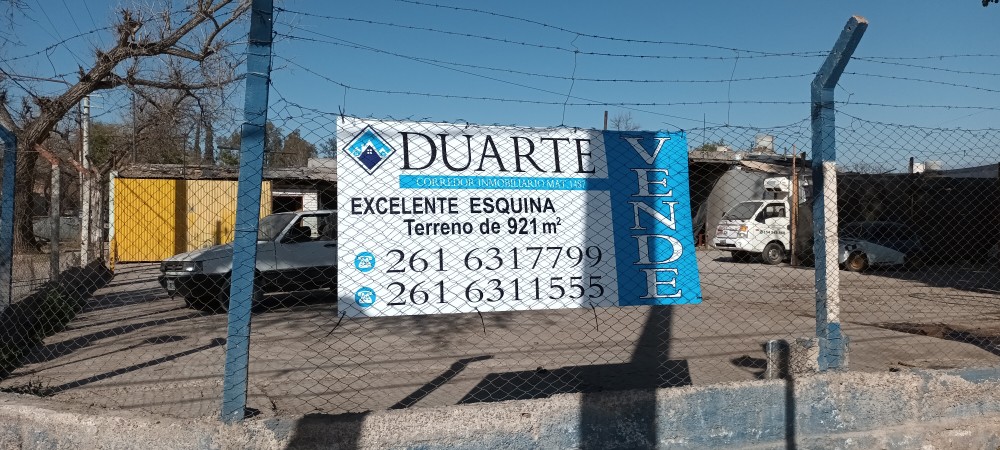 DUARTE
CORREDOR INMOBILIARIO MAT. 1457
EXCELENTE ESQUINA
Terreno de 921 m²
261 6317799
261 6311555
VENDE